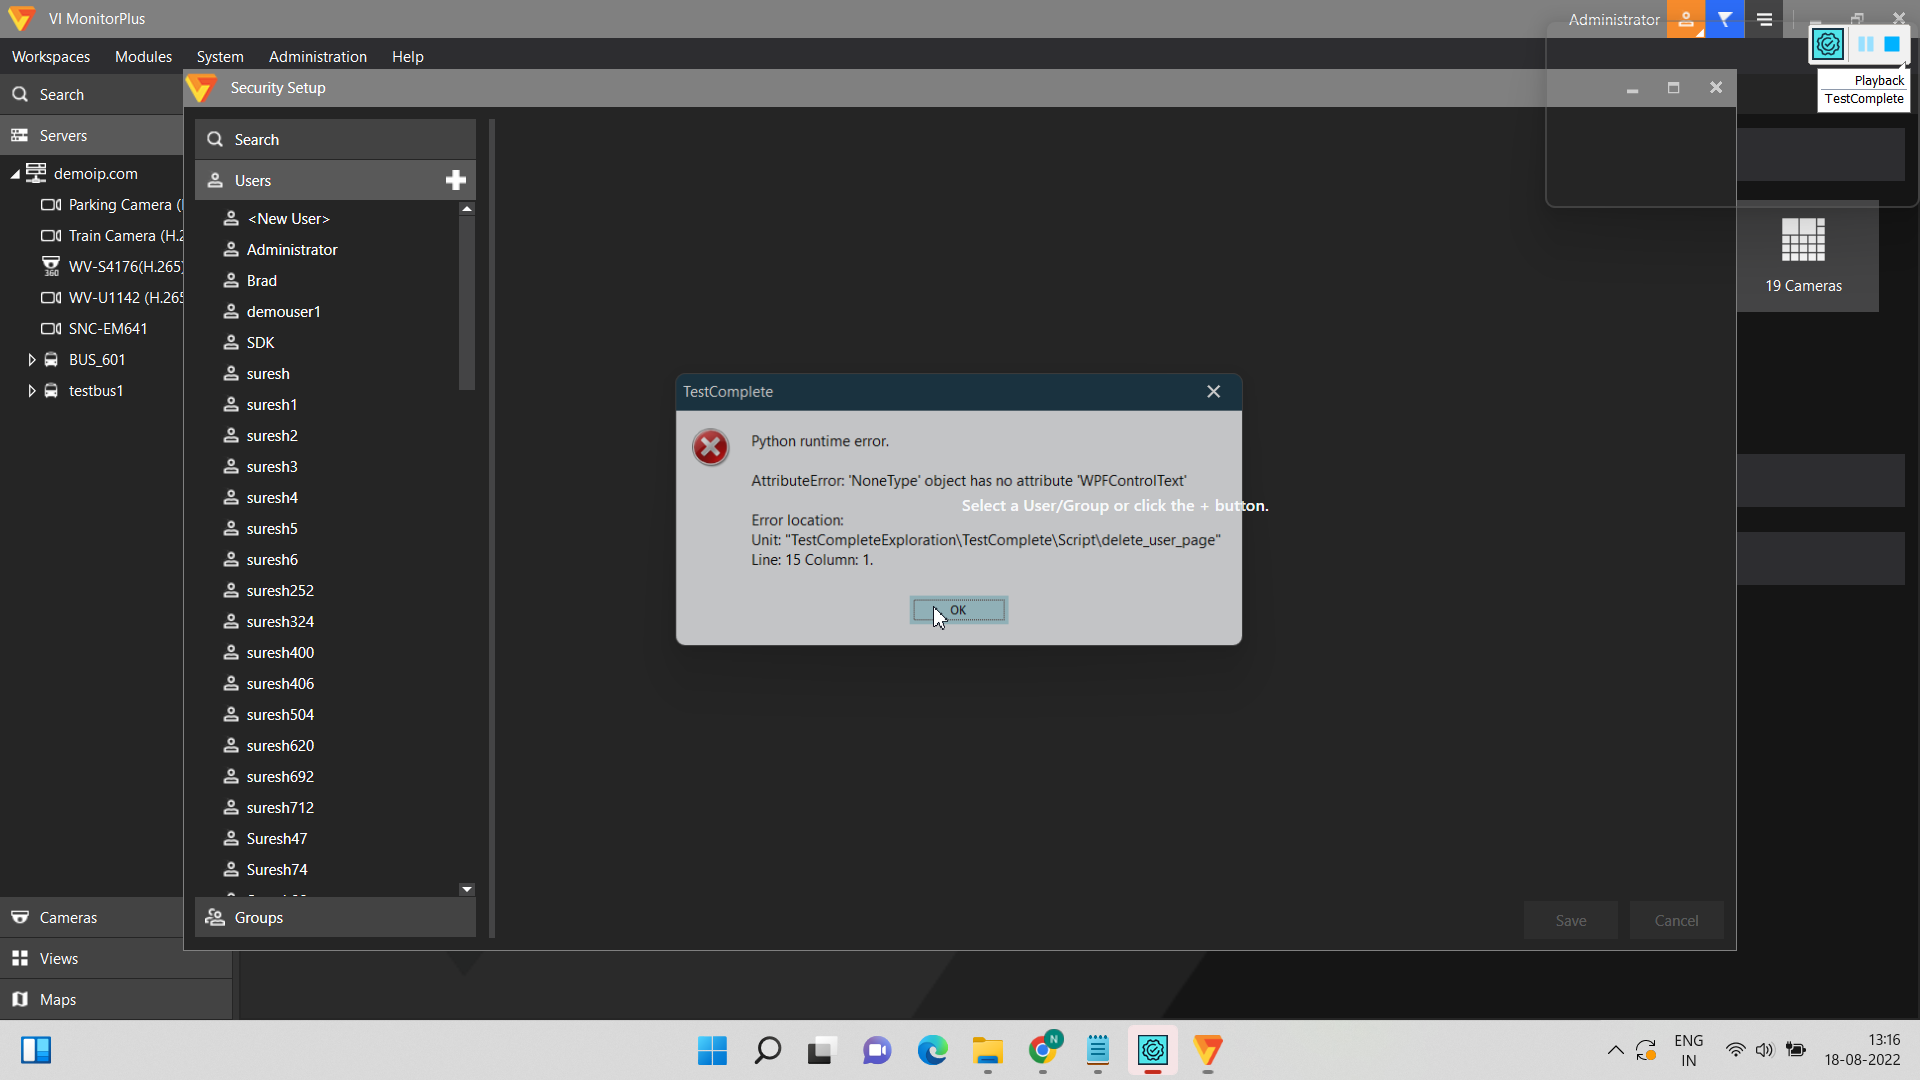 VI MonitorPlus
Administrator
Workspaces Modules System Administration Help
Playback
TestComplete
Search
Servers
demoip.com
Parking Camera (
Train Camera (H.2
WV-S4176(H.265)
WV-U1142 (H.265
SNC-EM641
BUS_601
testbus1
Cameras
Views
Maps
Security Setup
Search
Users
<New User>
Administrator
Brad
demouser1
SDK
suresh
suresh1
suresh2
suresh3
suresh4
suresh5
suresh6
suresh252
suresh324
suresh400
suresh406
suresh504
suresh620
suresh692
suresh712
Suresh47
Suresh74
Groups
TestComplete
Python runtime error.
AttributeError: 'NoneType' object has no attribute 'WPFControlText'
Select a User/Group or click the + button.
Error location:
Unit: "TestCompleteExploration\TestComplete\Script\delete_user_page"
Line: 15 Column: 1.
OK
Save Cancel
19 Cameras
360
N
ENG
IN
13:16
18-08-2022